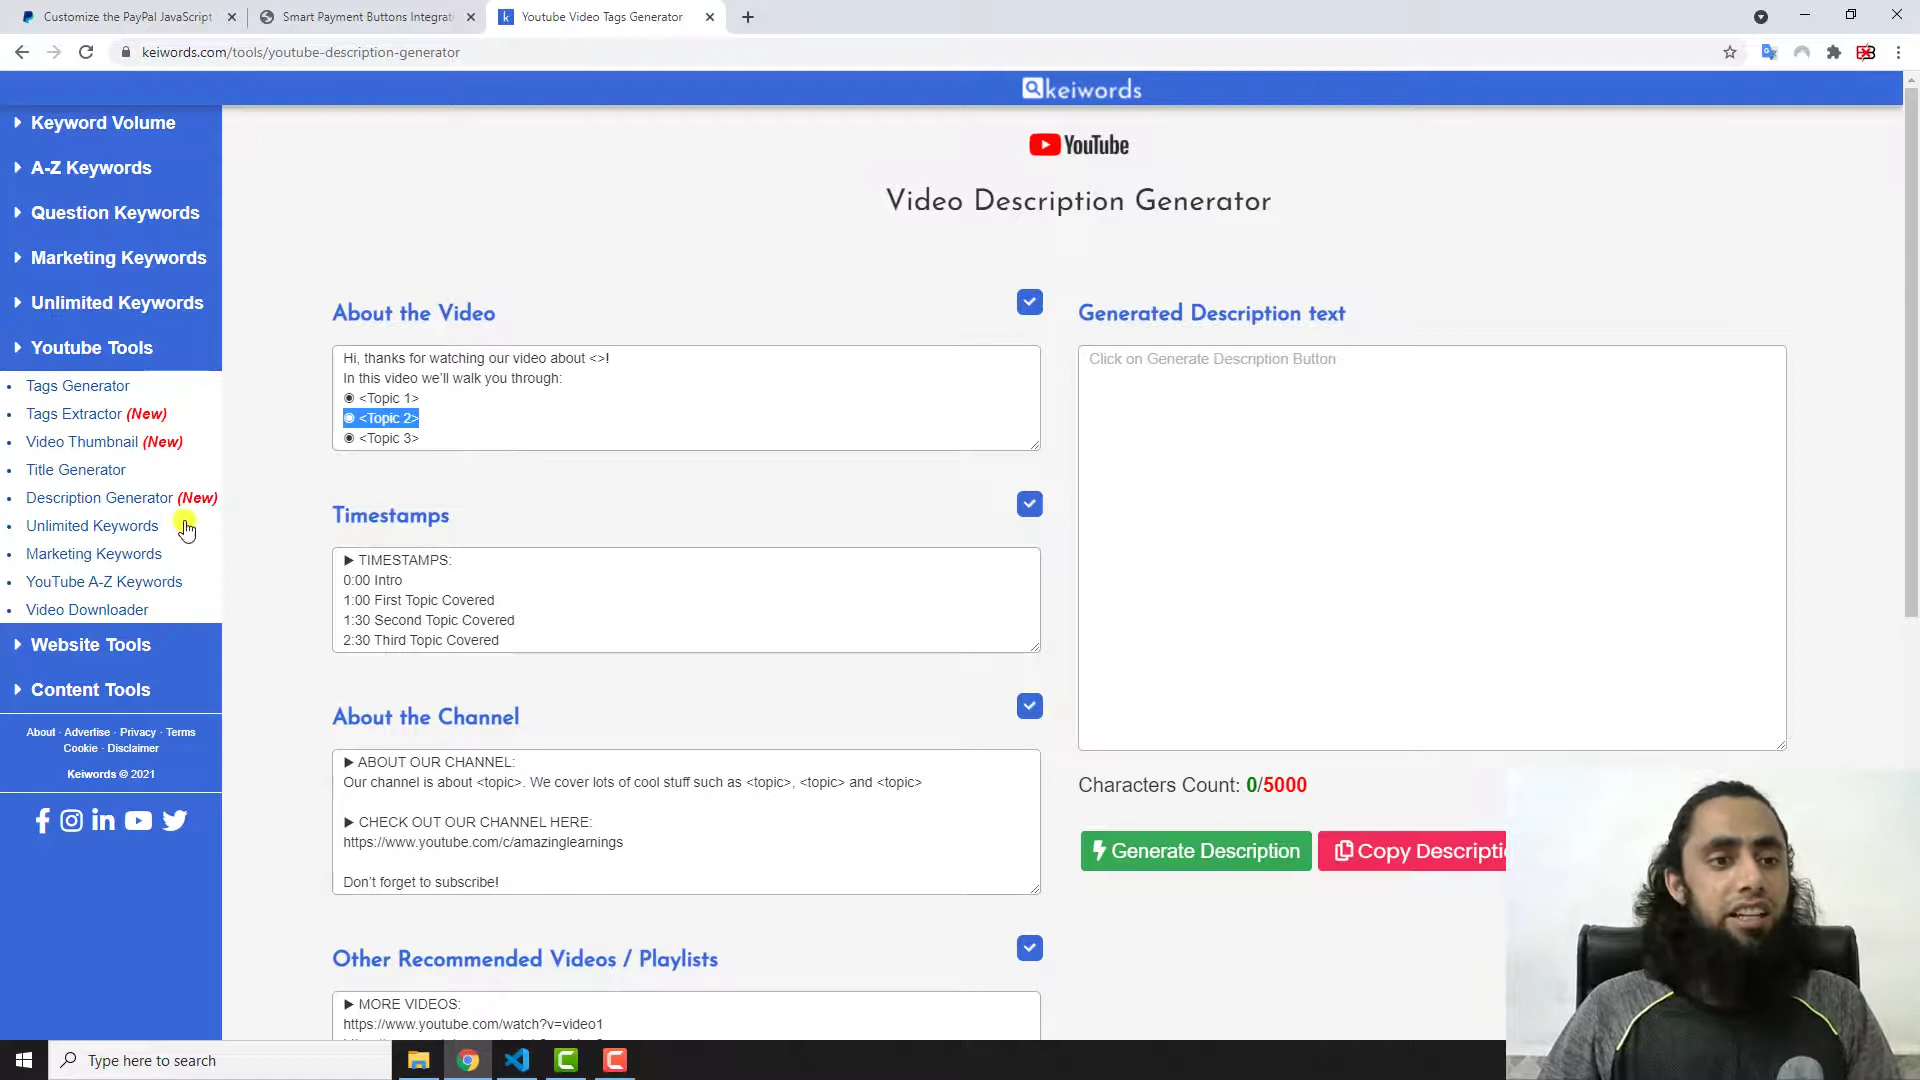 Customize the PayPal JavaScript
Smart Payment Buttons Integrati
Youtube Video Tags Generator
keiwords.com/tools/youtube-description-generator
keiwords
Keyword Volume
A-Z Keywords
Question Keywords
Marketing Keywords
Unlimited Keywords
Youtube Tools
Tags Generator
Tags Extractor (New)
Video Thumbnail (New)
Title Generator
Description Generator (New)
Unlimited Keywords
Marketing Keywords
YouTube A-Z Keywords
Video Downloader
Website Tools
Content Tools
About · Advertise · Privacy · Terms
Cookie · Disclaimer
Keiwords © 2021
YouTube
Video Description Generator
About the Video
Hi, thanks for watching our video about <>!
In this video we'll walk you through:
◉ <Topic 1>
◉ <Topic 2>
◉ <Topic 3>
Timestamps
▶ TIMESTAMPS:
0:00 Intro
1:00 First Topic Covered
1:30 Second Topic Covered
2:30 Third Topic Covered
About the Channel
▶ ABOUT OUR CHANNEL:
Our channel is about <topic>. We cover lots of cool stuff such as <topic>, <topic> and <topic>
▶ CHECK OUT OUR CHANNEL HERE:
https://www.youtube.com/c/amazinglearnings
Don't forget to subscribe!
Other Recommended Videos / Playlists
▶ MORE VIDEOS:
https://www.youtube.com/watch?v=video1
Generated Description text
Click on Generate Description Button
Characters Count: 0/5000
Generate Description
Copy Descripti
Type here to search